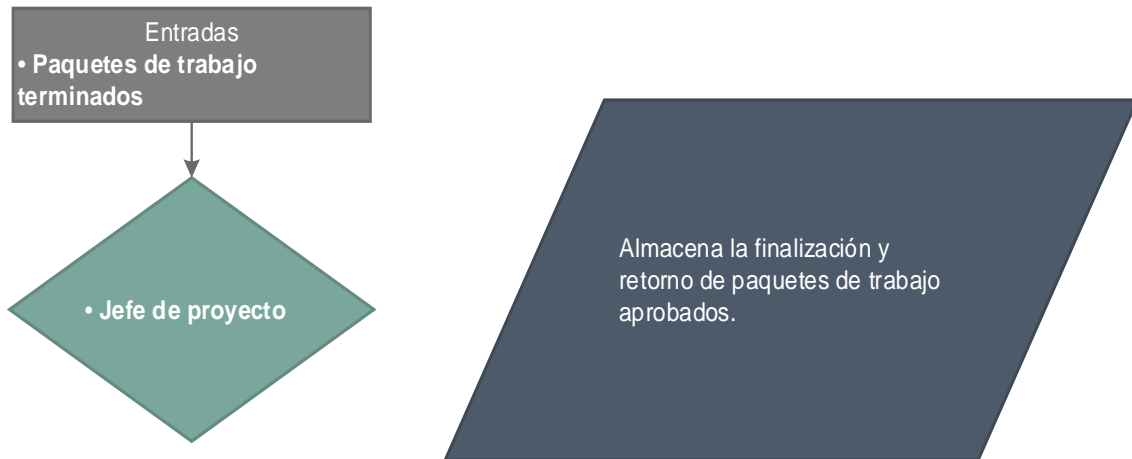 Entradas
• Paquetes de trabajo
terminados
• Jefe de proyecto
Almacena la finalización y
retorno de paquetes de trabajo
aprobados.